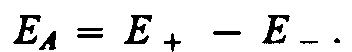 E_A = E_+ − E_−.